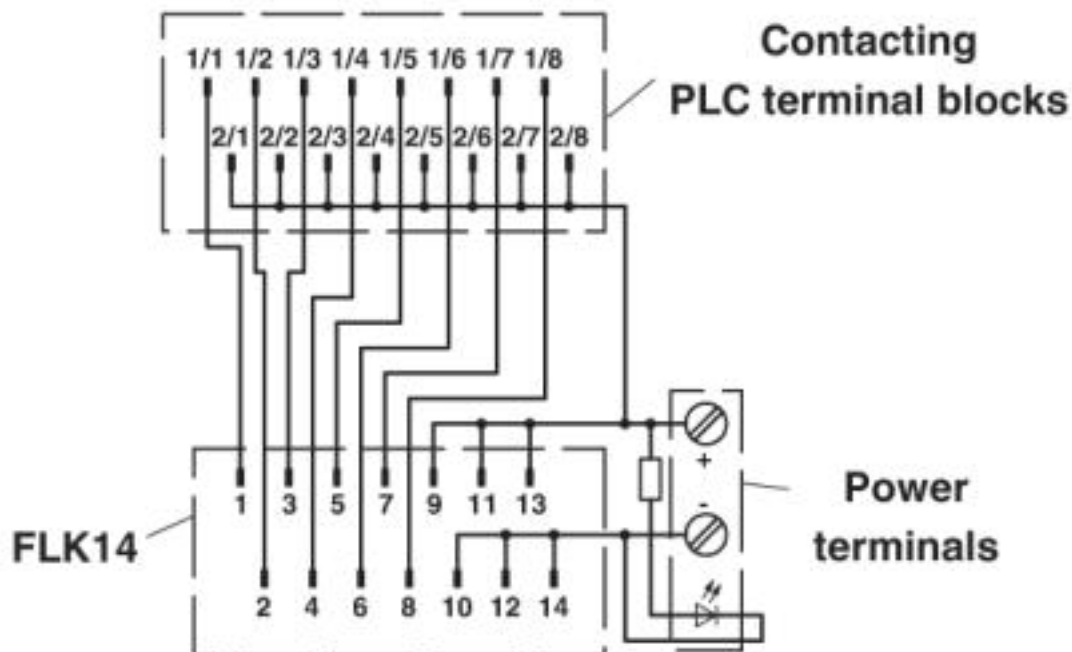 Contacting
PLC terminal blocks
1/1 1/2 1/3 1/4 1/5 1/6 1/7 1/8
2/1 2/2 2/3 2/4 2/5 2/6 2/7 2/8
+
1 3 5 7 9 11 13
-
Power
terminals
FLK14
2 4 6 8 10 12 14